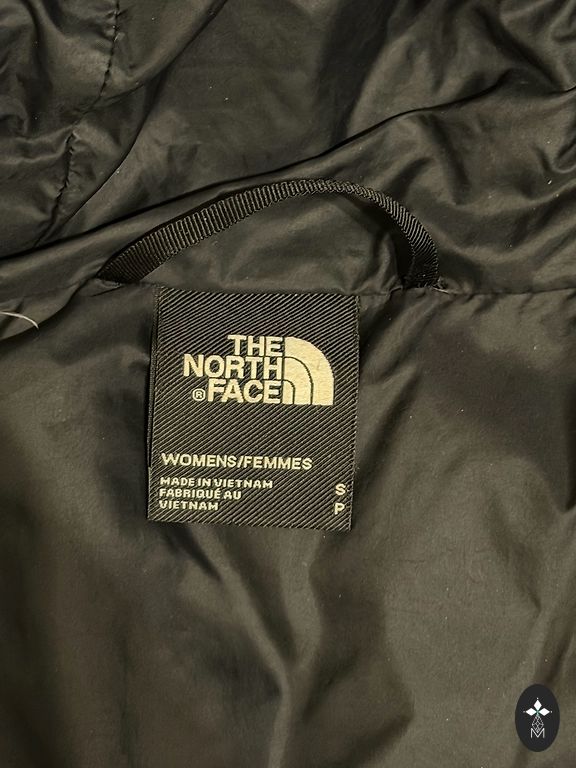 THE
NORTH
®FACE
WOMENS/FEMMES
MADE IN VIETNAM
FABRIQUÉ AU
VIETNAM
S
P
M